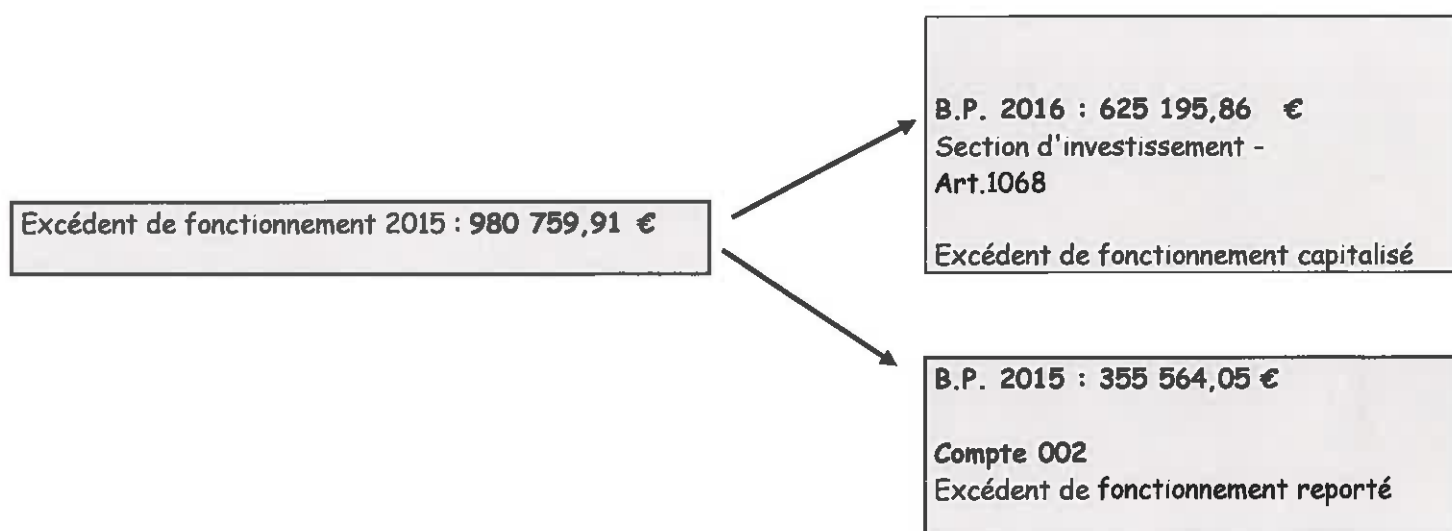 Excédent de fonctionnement 2015 : 980 759,91 €
B.P. 2016 : 625 195,86 €
Section d'investissement -
Art.1068
Excédent de fonctionnement capitalisé
B.P. 2015 : 355 564,05 €
Compte 002
Excédent de fonctionnement reporté